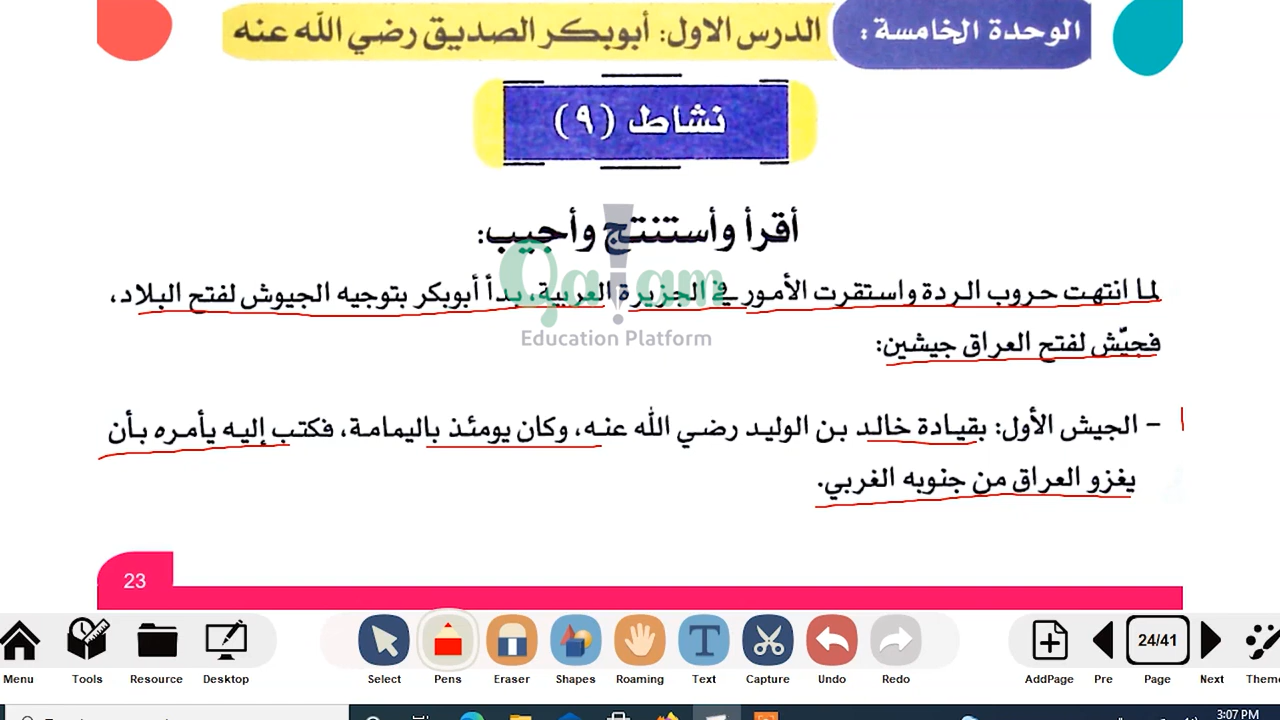 الوحدة الخامسة :
الدرس الاول: أبوبكر الصديق رضي الله عنه
نشاط (٩)
أقرأ وأستنتج وأجيب:
لما انتهت حروب الردة واستقرت الأمور في الجزيرة العربية، بدأ أبوبكر بتوجيه الجيوش لفتح البلاد،
فجيّش لفتح العراق جيشين:
– الجيش الأول: بقيادة خالد بن الوليد رضي الله عنه، وكان يومئذ باليمامة، فكتب إليه يأمره بأن
يغزو العراق من جنوبه الغربي.
Qalam
Education Platform
23
Menu Tools Resource Desktop Select Pens Eraser Shapes Roaming Text Capture Undo Redo AddPage Pre Page Next Theme
24/41
3:07 PM